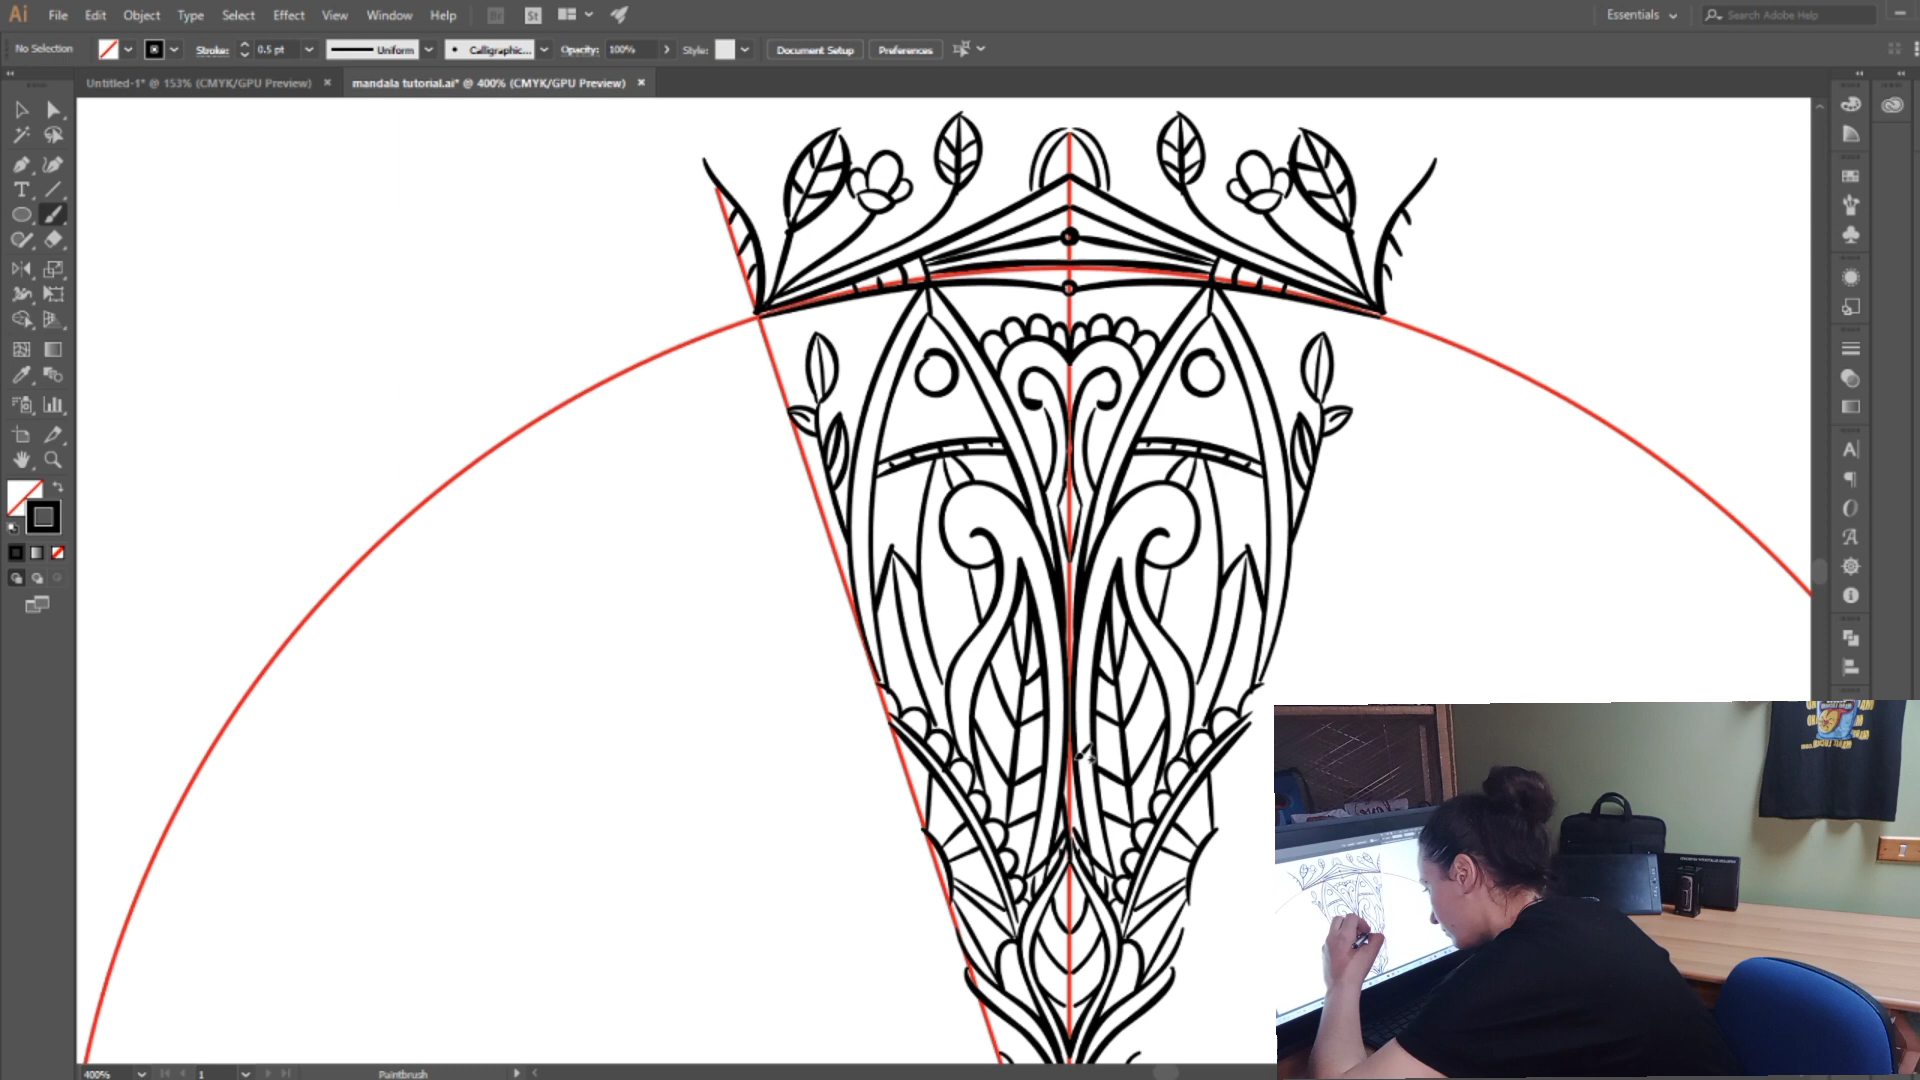 Ai File Edit Object Type Select Effect View Window Help Br St Essentials Search Adobe Help
No Selection Stroke: 0.5 pt Uniform Calligraphic... Opacity: 100% Style: Document Setup Preferences
Untitled-1* @ 153% (CMYK/GPU Preview) × mandala tutorial.ai* @ 400% (CMYK/GPU Preview) ×
400% 1 Paintbrush